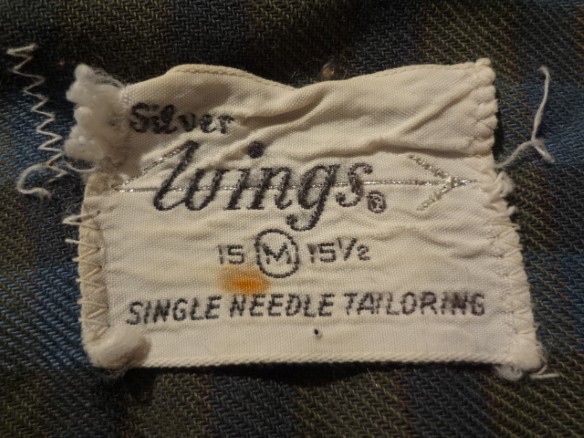 Silver
Wings®
15 M 15½
SINGLE NEEDLE TAILORING